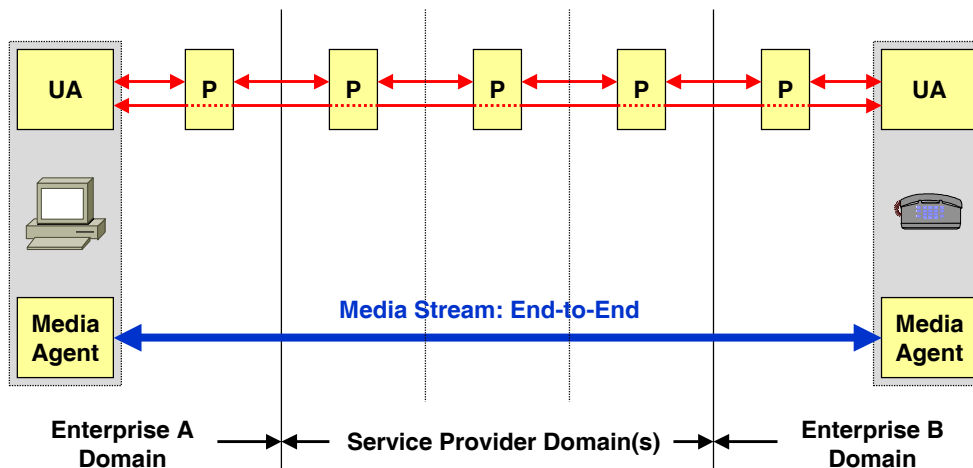 UA
P
P
P
P
P
UA
Media Stream: End-to-End
Media
Agent
Media
Agent
Enterprise A
Domain
Service Provider Domain(s)
Enterprise B
Domain